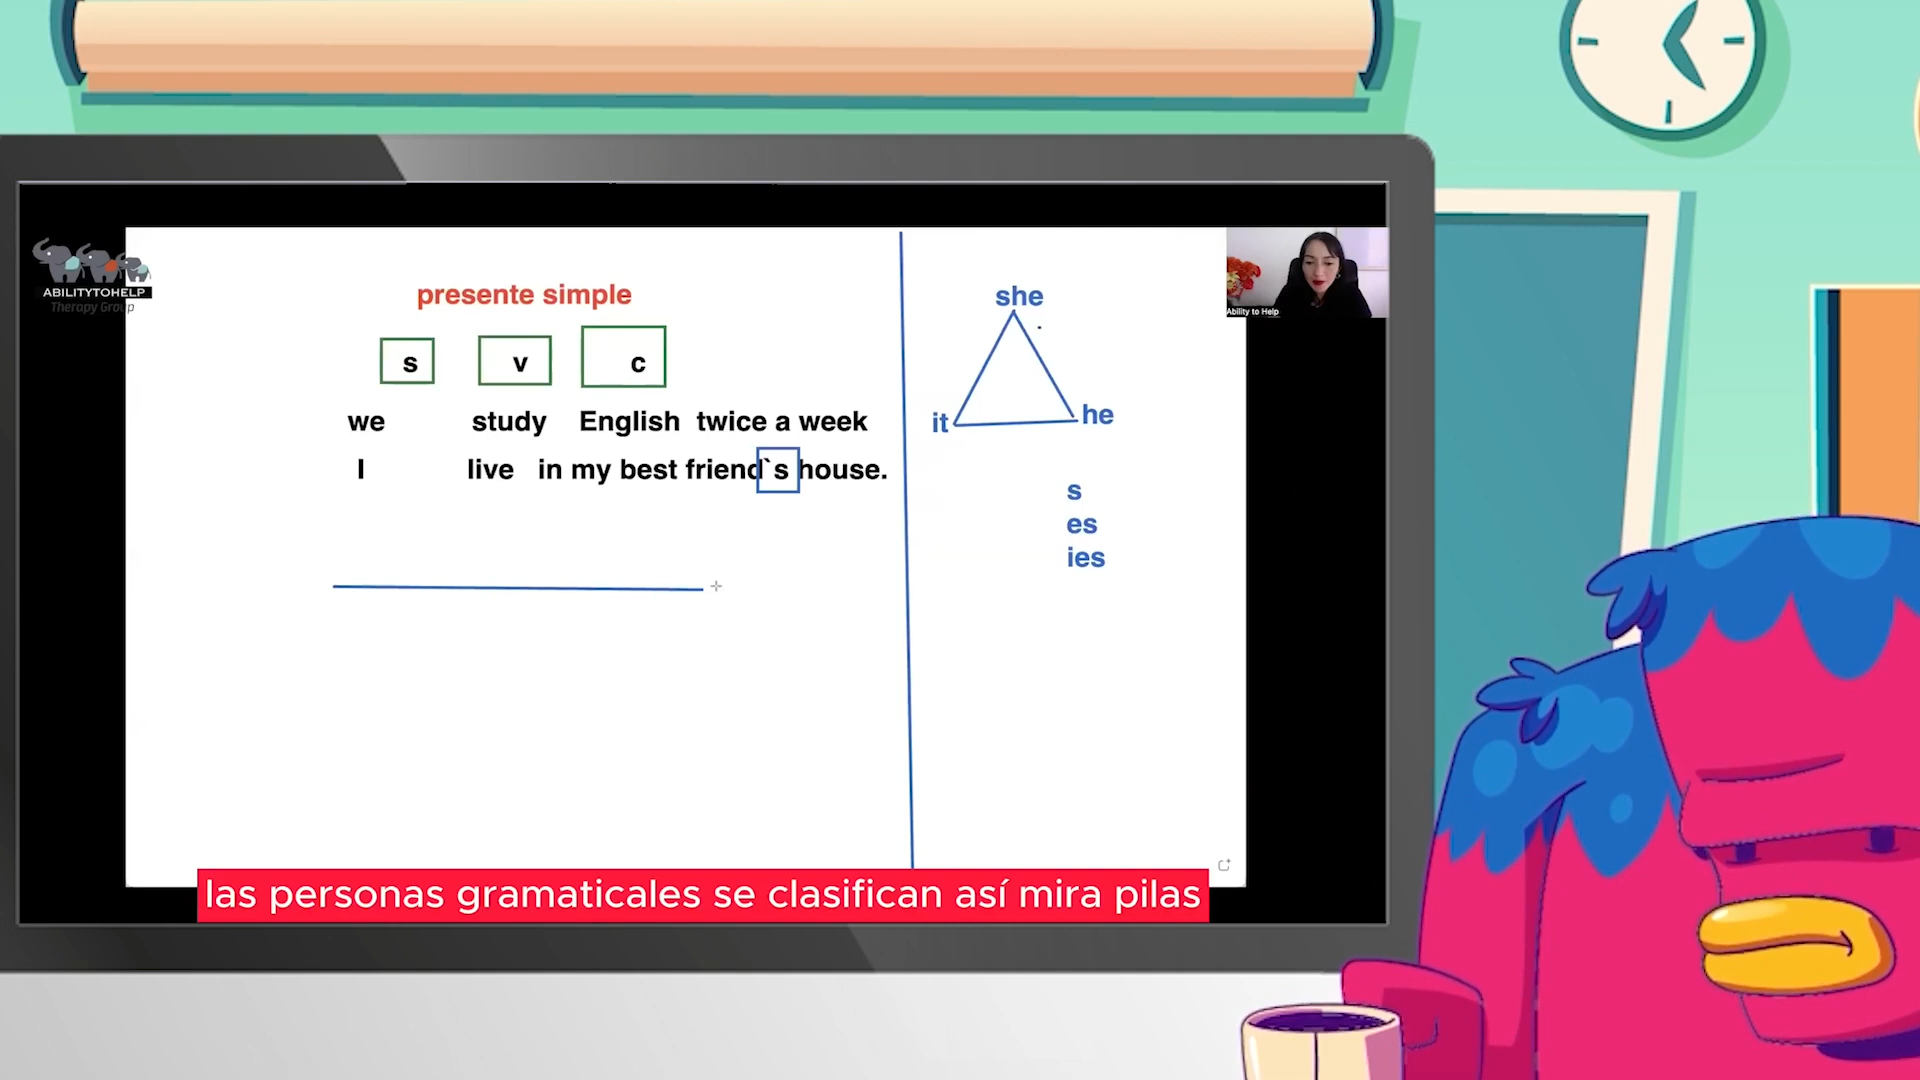 ABILITYTOHELP
Therapy Group
presente simple
s v c
we study English twice a week
I live in my best friend`s house.
she
it he
s
es
ies
Ability to Help
las personas gramaticales se clasifican así mira pilas